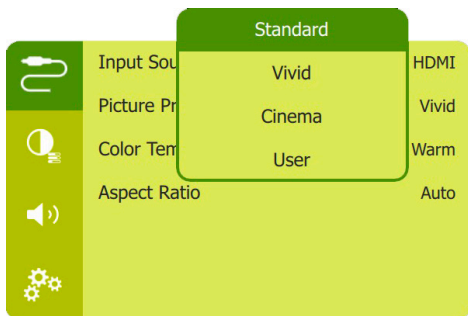 Standard
Vivid
Cinema
User
Input Sou HDMI
Picture Pr Vivid
Color Tem Warm
Aspect Ratio Auto